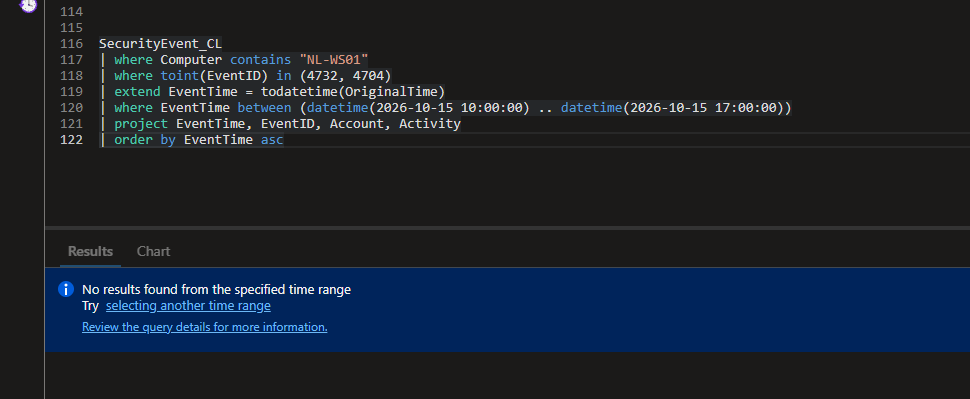 114
115
116 SecurityEvent_CL
117 | where Computer contains "NL-WS01"
118 | where toint(EventID) in (4732, 4704)
119 | extend EventTime = todatetime(OriginalTime)
120 | where EventTime between (datetime(2026-10-15 10:00:00) .. datetime(2026-10-15 17:00:00))
121 | project EventTime, EventID, Account, Activity
122 | order by EventTime asc
Results Chart
No results found from the specified time range
Try selecting another time range
Review the query details for more information.